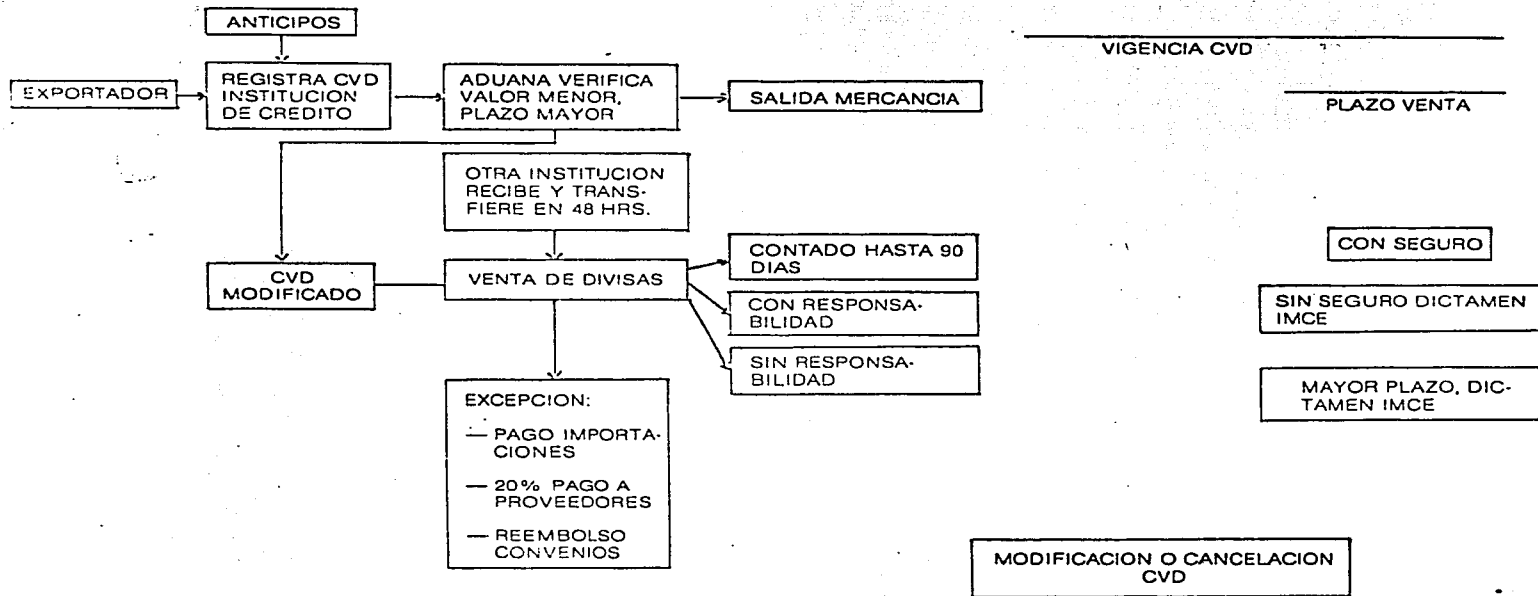 ANTICIPOS
VIGENCIA CVD
EXPORTADOR
REGISTRA CVD
INSTITUCION
DE CREDITO
ADUANA VERIFICA
VALOR MENOR,
PLAZO MAYOR
SALIDA MERCANCIA
PLAZO VENTA
OTRA INSTITUCION
RECIBE Y TRANS-
FIERE EN 48 HRS.
CVD
MODIFICADO
VENTA DE DIVISAS
CONTADO HASTA 90
DIAS
CON RESPONSA-
BILIDAD
SIN RESPONSA-
BILIDAD
CON SEGURO
SIN SEGURO DICTAMEN
IMCE
MAYOR PLAZO, DIC-
TAMEN IMCE
EXCEPCION:
— PAGO IMPORTA-
CIONES
— 20% PAGO A
PROVEEDORES
— REEMBOLSO
CONVENIOS
MODIFICACION O CANCELACION
CVD